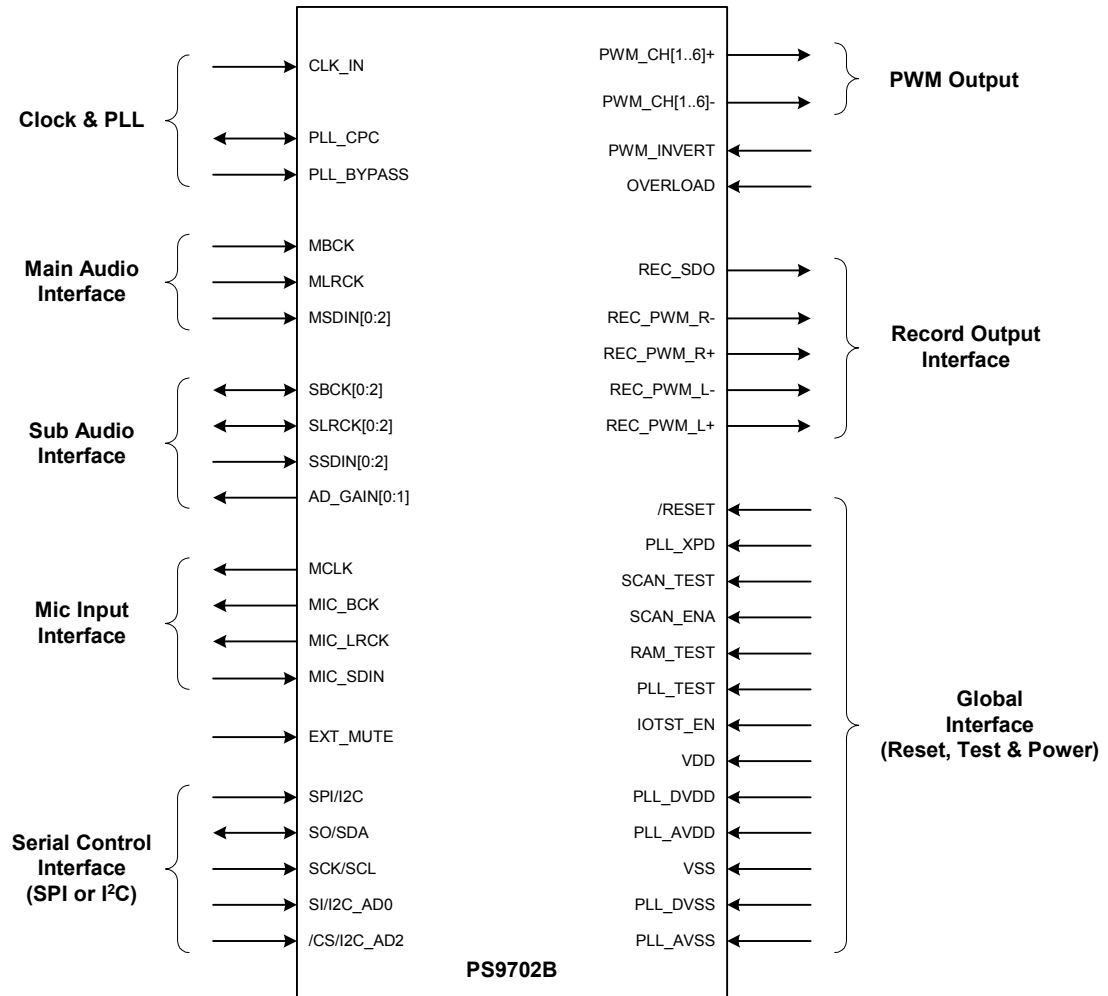 Clock & PLL
CLK_IN
PLL_CPC
PLL_BYPASS
Main Audio
Interface
MBCK
MLRCK
MSDIN[0:2]
Sub Audio
Interface
SBCK[0:2]
SLRCK[0:2]
SSDIN[0:2]
AD_GAIN[0:1]
Mic Input
Interface
MCLK
MIC_BCK
MIC_LRCK
MIC_SDIN
EXT_MUTE
Serial Control
Interface
(SPI or I²C)
SPI/I2C
SO/SDA
SCK/SCL
SI/I2C_AD0
/CS/I2C_AD2
PWM_CH[1..6]+
PWM_CH[1..6]-
PWM Output
PWM_INVERT
OVERLOAD
REC_SDO
REC_PWM_R-
REC_PWM_R+
REC_PWM_L-
REC_PWM_L+
Record Output
Interface
/RESET
PLL_XPD
SCAN_TEST
SCAN_ENA
RAM_TEST
PLL_TEST
IOTST_EN
VDD
PLL_DVDD
PLL_AVDD
VSS
PLL_DVSS
PLL_AVSS
Global
Interface
(Reset, Test & Power)
PS9702B